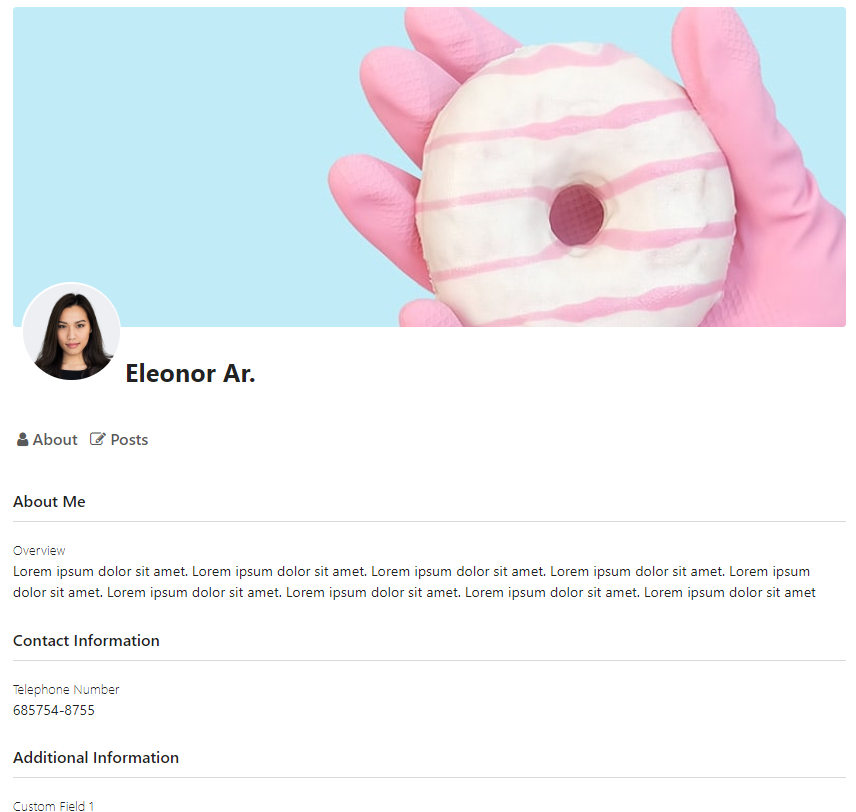 Eleonor Ar.
About Posts
About Me
Overview
Lorem ipsum dolor sit amet. Lorem ipsum dolor sit amet. Lorem ipsum dolor sit amet. Lorem ipsum dolor sit amet. Lorem ipsum
dolor sit amet. Lorem ipsum dolor sit amet. Lorem ipsum dolor sit amet. Lorem ipsum dolor sit amet. Lorem ipsum dolor sit amet
Contact Information
Telephone Number
685754-8755
Additional Information
Custom Field 1